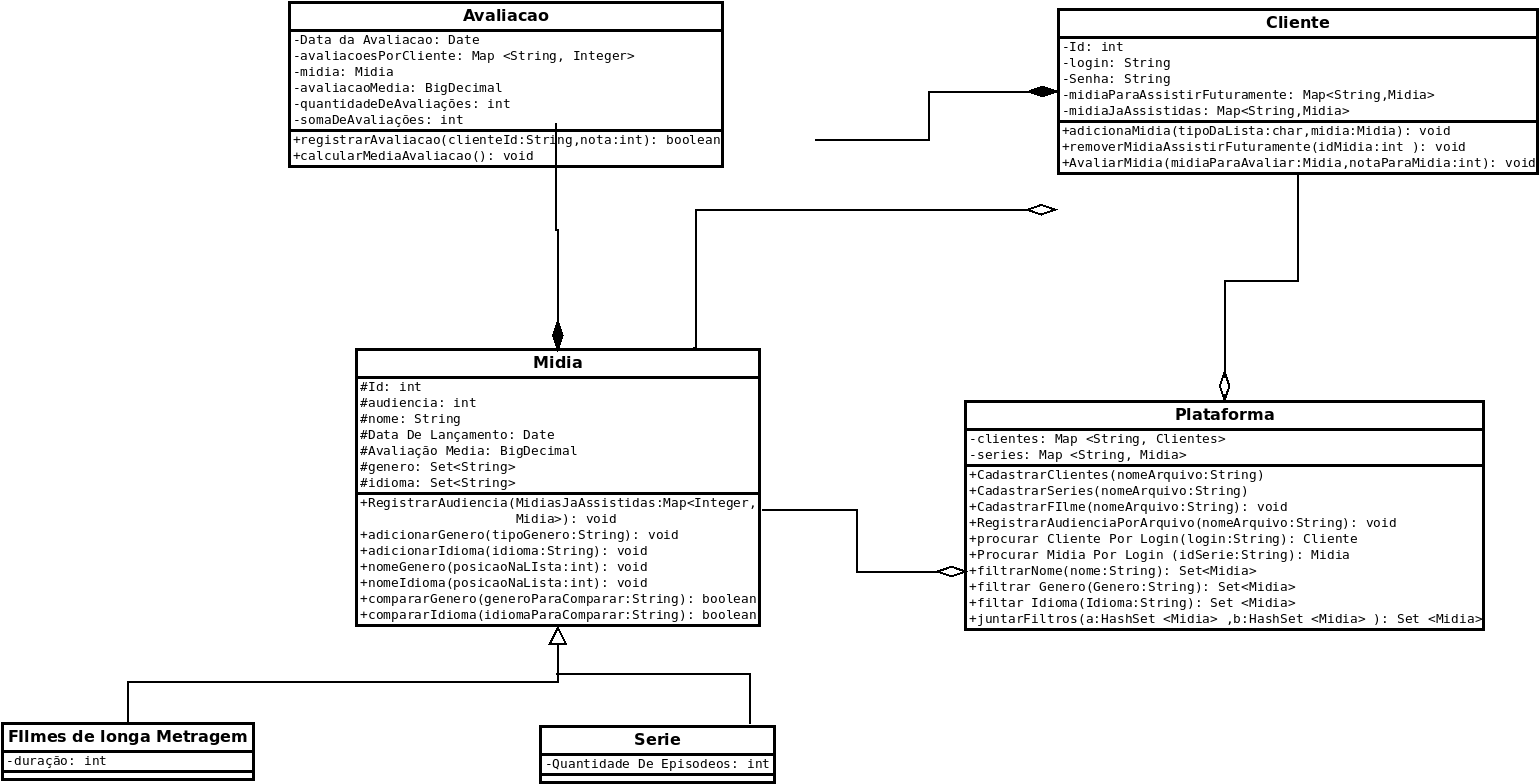 Avaliacao
-Data da Avaliacao: Date
-avaliacoesPorCliente: Map <String, Integer>
-midia: Midia
-avaliacaoMedia: BigDecimal
-quantidadeDeAvaliações: int
-somaDeAvaliações: int
+registrarAvaliacao(clienteId:String,nota:int): boolean
+calcularMediaAvaliacao(): void
Cliente
-Id: int
-login: String
-Senha: String
-midiaParaAssistirFuturamente: Map<String,Midia>
-midiaJaAssistidas: Map<String,Midia>
+adicionaMidia(tipoDaLista:char,midia:Midia): void
+removerMidiaAssistirFuturamente(idMidia:int ): void
+AvaliarMidia(midiaParaAvaliar:Midia,notaParaMidia:int): void
Midia
#Id: int
#audiencia: int
#nome: String
#Data De Lançamento: Date
#Avaliação Media: BigDecimal
#genero: Set<String>
#idioma: Set<String>
+RegistrarAudiencia(MidiasJaAssistidas:Map<Integer,
Midia>): void
+adicionarGenero(tipoGenero:String): void
+adicionarIdioma(idioma:String): void
+nomeGenero(posicaoNaLIsta:int): void
+nomeIdioma(posicaoNaLista:int): void
+compararGenero(generoParaComparar:String): boolean
+compararIdioma(idiomaParaComparar:String): boolean
Plataforma
-clientes: Map <String, Clientes>
-series: Map <String, Midia>
+CadastrarClientes(nomeArquivo:String)
+CadastrarSeries(nomeArquivo:String)
+CadastrarFIlme(nomeArquivo:String): void
+RegistrarAudienciaPorArquivo(nomeArquivo:String): void
+procurar Cliente Por Login(login:String): Cliente
+Procurar Midia Por Login (idSerie:String): Midia
+filtrarNome(nome:String): Set<Midia>
+filtrar Genero(Genero:String): Set<Midia>
+filtar Idioma(Idioma:String): Set <Midia>
+juntarFiltros(a:HashSet <Midia> ,b:HashSet <Midia> ): Set <Midia>
FIlmes de longa Metragem
-duração: int
Serie
-Quantidade De Episodeos: int